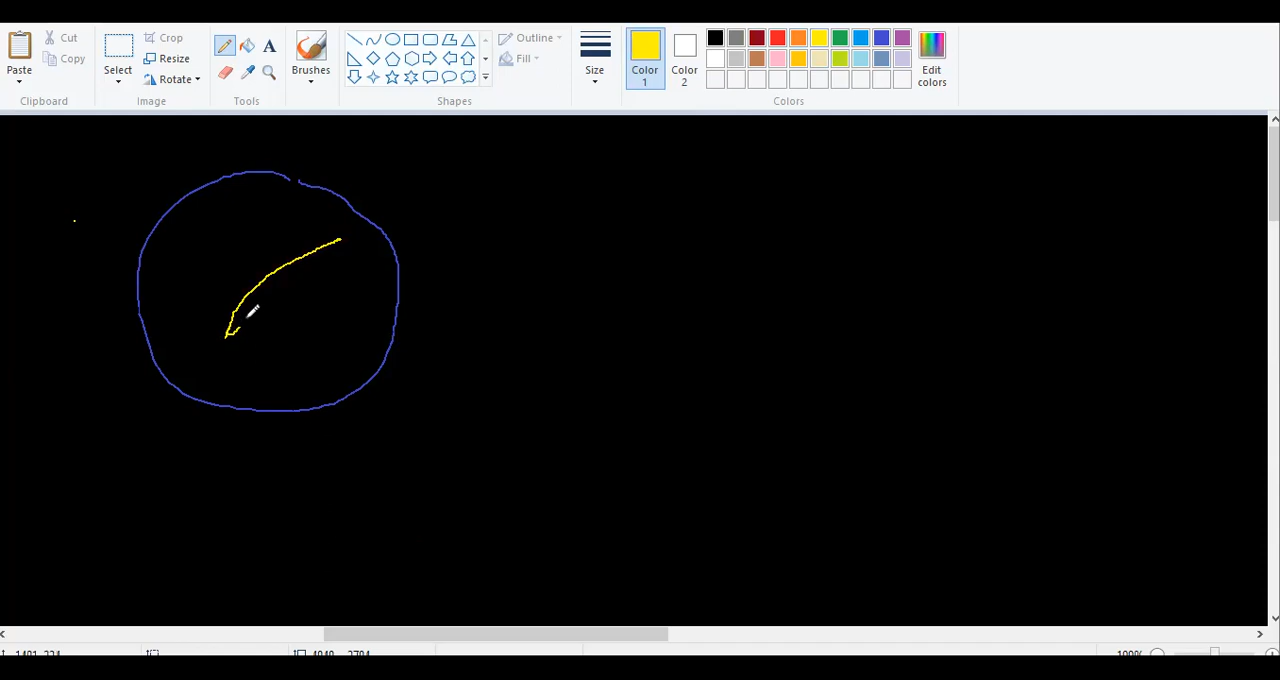 Cut
Copy
Paste
Clipboard
Crop
Resize
Rotate
Select
Image
A
Tools
Brushes
Outline
Fill
Shapes
Size
Color
1
Color
2
Edit
colors
Colors
100%